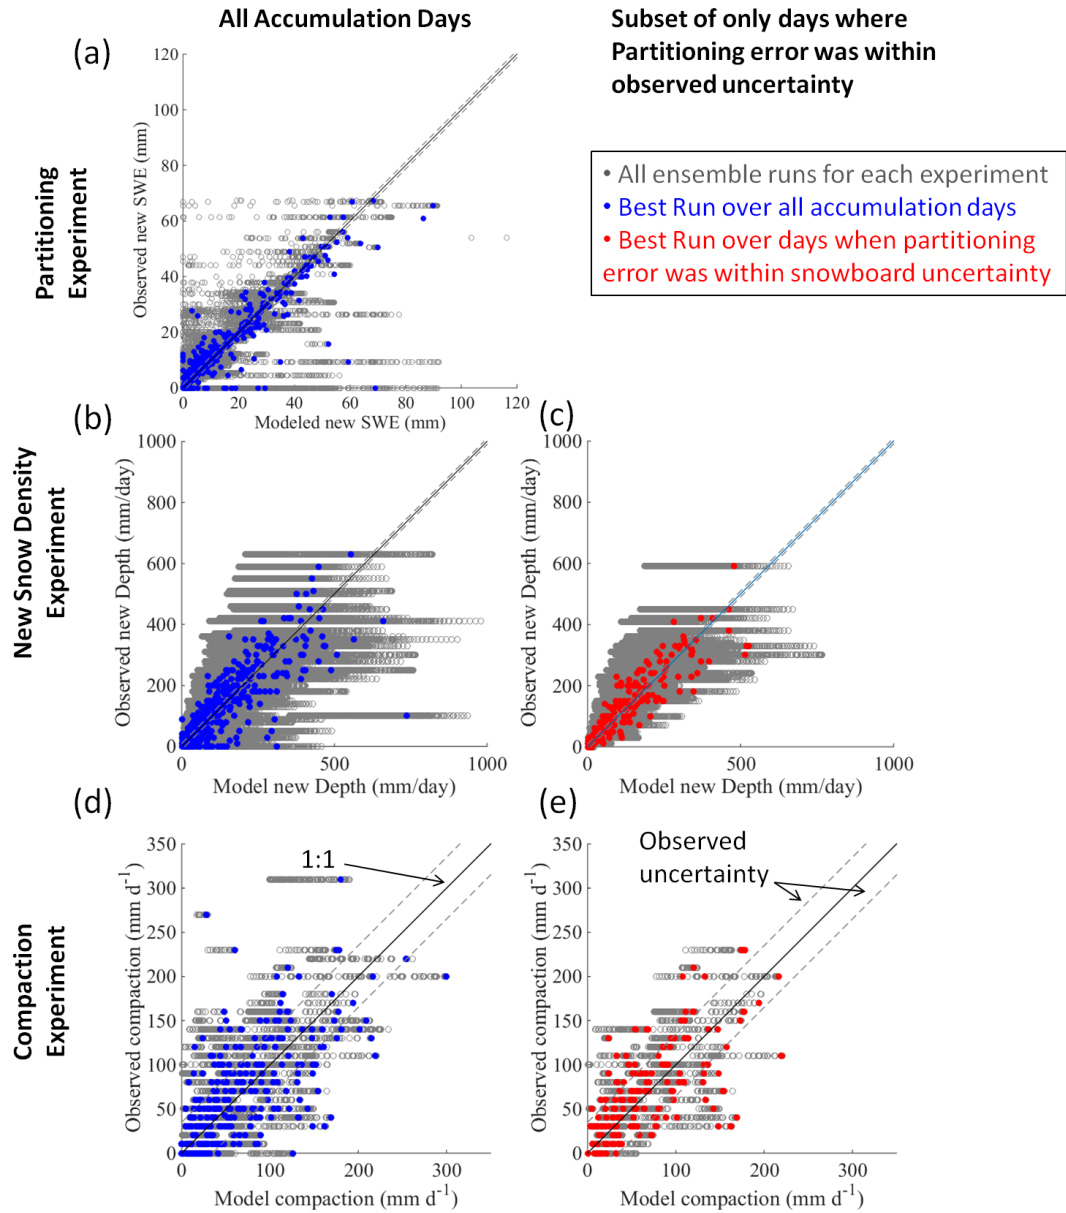 All Accumulation Days
Subset of only days where
Partitioning error was within
observed uncertainty
(a)
Partitioning
Experiment
Observed new SWE (mm)
120
100
80
60
40
20
0
0 20 40 60 80 100 120
Modeled new SWE (mm)
• All ensemble runs for each experiment
• Best Run over all accumulation days
• Best Run over days when partitioning
error was within snowboard uncertainty
New Snow Density
Experiment
(b)
Observed new Depth (mm/day)
1000
800
600
400
200
0
0 500 1000
Model new Depth (mm/day)
(c)
Observed new Depth (mm/day)
1000
800
600
400
200
0
0 500 1000
Model new Depth (mm/day)
Compaction
Experiment
(d)
Observed compaction (mm d⁻¹)
350
300
250
200
150
100
50
0
0 100 200 300
Model compaction (mm d⁻¹)
1:1
(e)
Observed compaction (mm d⁻¹)
350
300
250
200
150
100
50
0
0 100 200 300
Model compaction (mm d⁻¹)
Observed
uncertainty